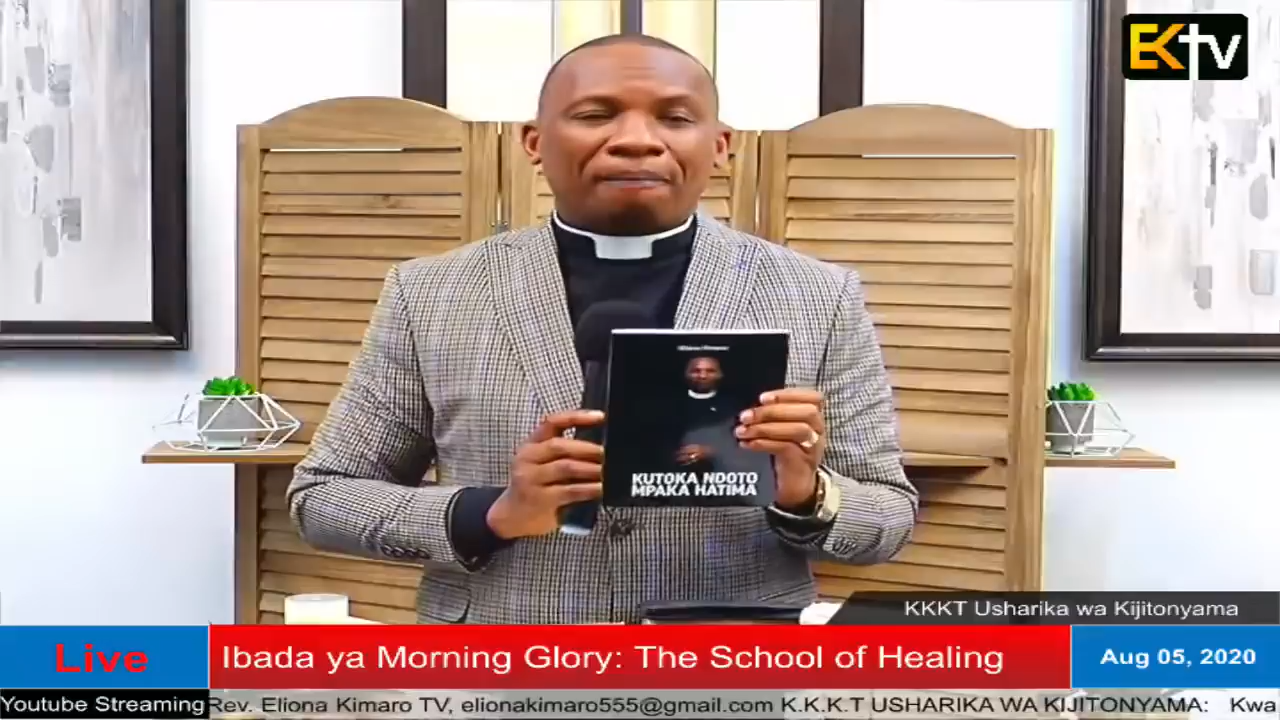 EKtv
KUTOKA NDOTO
MPAKA HATIMA
KKKT Usharika wa Kijitonyama
Live
Ibada ya Morning Glory: The School of Healing
Aug 05, 2020
Youtube Streaming
Rev. Eliona Kimaro TV, elionakimaro555@gmail.com K.K.K.T USHARIKA WA KIJITONYAMA: Kwa